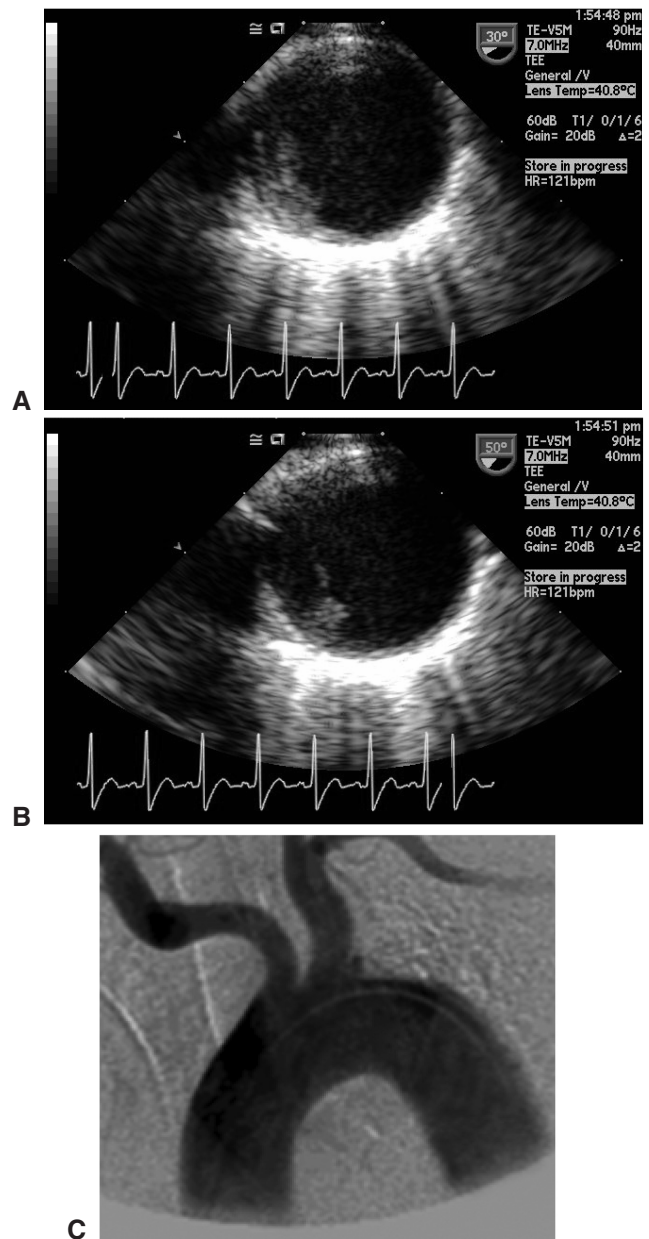 1:54:48 pm
30°
TE-V5M 90Hz
7.0MHz 40mm
TEE
General /V
Lens Temp=40.8°C
60dB T1/ 0/1/6
Gain= 20dB Δ=2
Store in progress
HR=121bpm
A
1:54:51 pm
50°
TE-V5M 90Hz
7.0MHz 40mm
TEE
General /V
Lens Temp=40.8°C
60dB T1/ 0/1/6
Gain= 20dB Δ=2
Store in progress
HR=121bpm
B
C